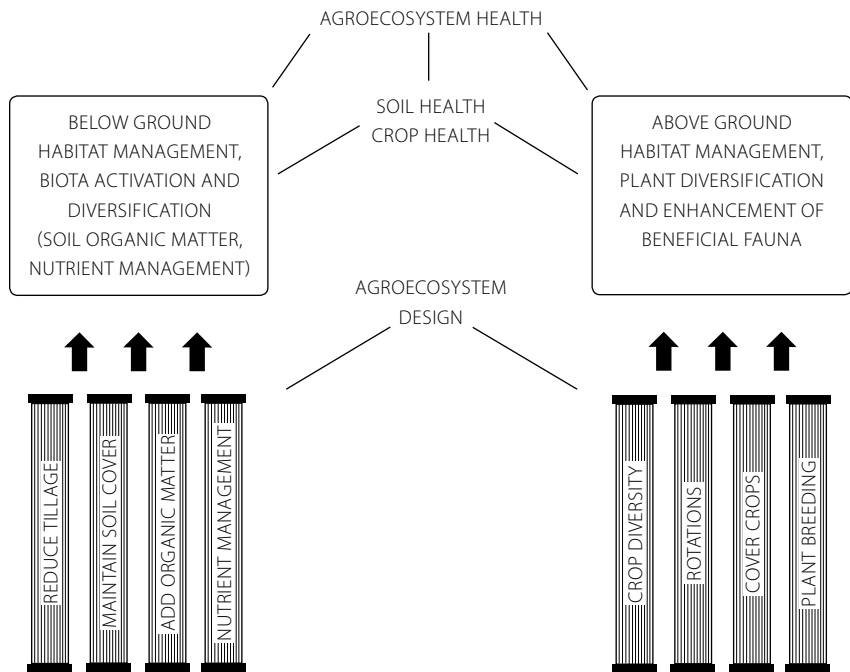 AGROECOSYSTEM HEALTH
SOIL HEALTH
CROP HEALTH
BELOW GROUND
HABITAT MANAGEMENT,
BIOTA ACTIVATION AND
DIVERSIFICATION
(SOIL ORGANIC MATTER,
NUTRIENT MANAGEMENT)
ABOVE GROUND
HABITAT MANAGEMENT,
PLANT DIVERSIFICATION
AND ENHANCEMENT OF
BENEFICIAL FAUNA
AGROECOSYSTEM
DESIGN
REDUCE TILLAGE
MAINTAIN SOIL COVER
ADD ORGANIC MATTER
NUTRIENT MANAGEMENT
CROP DIVERSITY
ROTATIONS
COVER CROPS
PLANT BREEDING